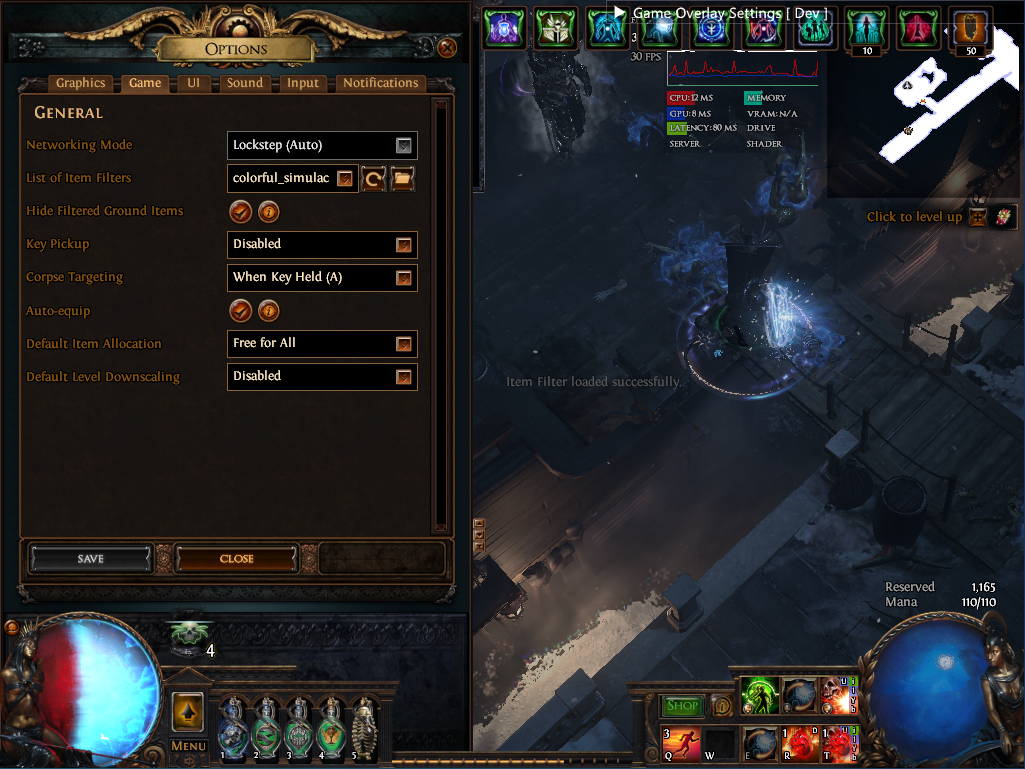 OPTIONS
Graphics Game UI Sound Input Notifications
GENERAL
Networking Mode Lockstep (Auto)
List of Item Filters colorful_simulac
Hide Filtered Ground Items
Key Pickup Disabled
Corpse Targeting When Key Held (A)
Auto-equip
Default Item Allocation Free for All
Default Level Downscaling Disabled
SAVE CLOSE
Game Overlay Settings [ Dev ]
10 50
30 FPS
CPU:12 MS MEMORY
GPU:8 MS VRAM: N/A
LATENCY:80 MS DRIVE
SERVER SHADER
Click to level up
Item Filter loaded successfully.
Reserved 1,165
Mana 110/110
4
MENU
1 2 3 4 5
SHOP
3 1 1
Q W E R T